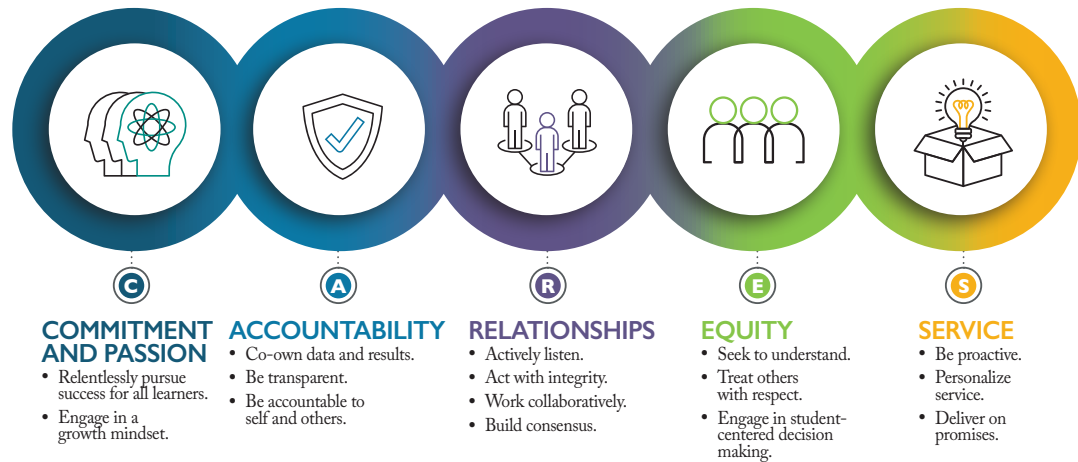 C
COMMITMENT
AND PASSION
• Relentlessly pursue
success for all learners.
• Engage in a
growth mindset.
A
ACCOUNTABILITY
• Co-own data and results.
• Be transparent.
• Be accountable to
self and others.
R
RELATIONSHIPS
• Actively listen.
• Act with integrity.
• Work collaboratively.
• Build consensus.
E
EQUITY
• Seek to understand.
• Treat others
with respect.
• Engage in student-
centered decision
making.
S
SERVICE
• Be proactive.
• Personalize
service.
• Deliver on
promises.